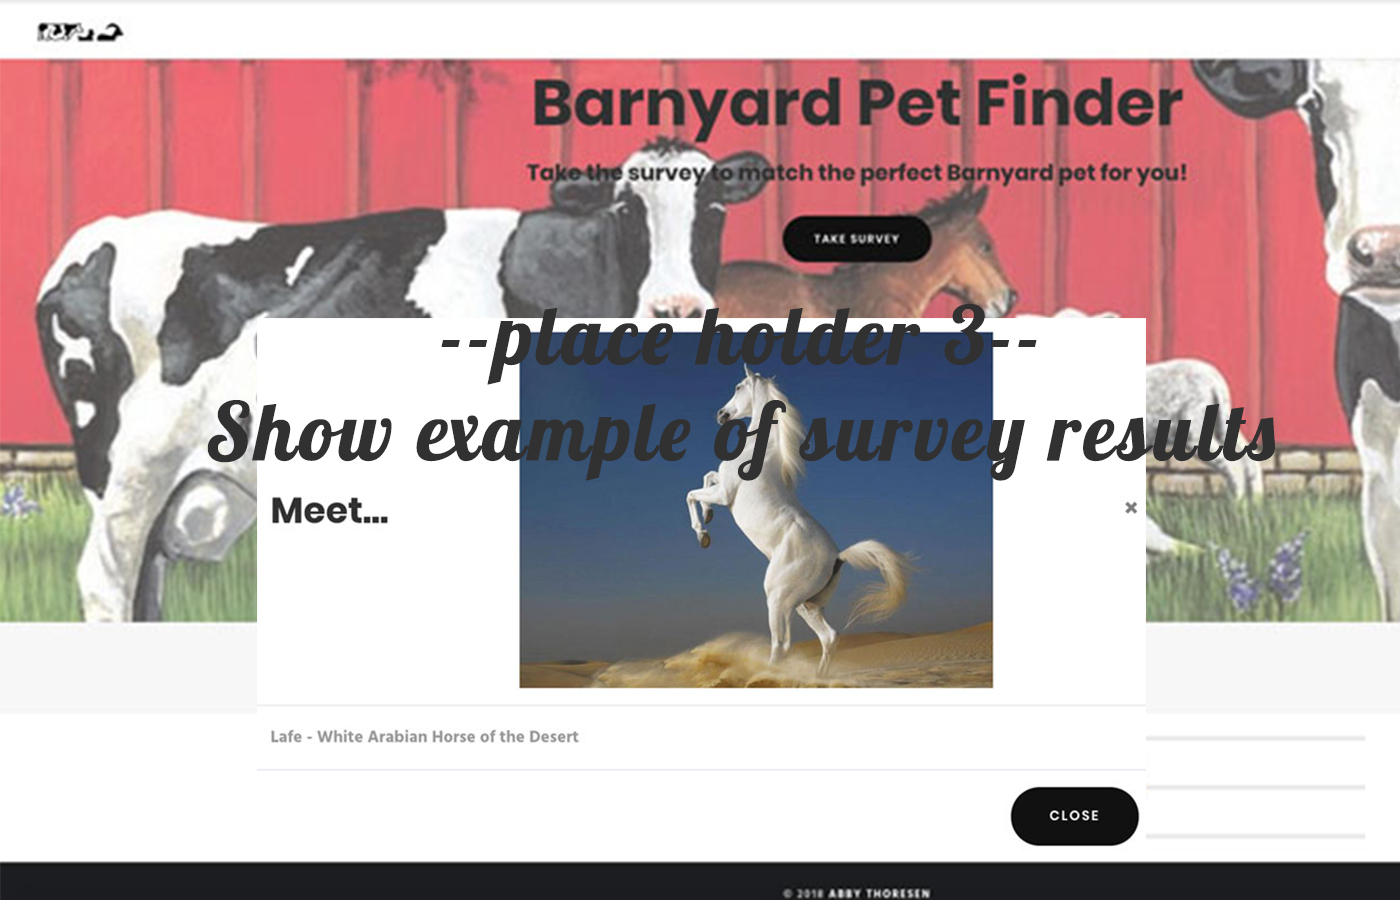 Barnyard Pet Finder
Take the survey to match the perfect Barnyard pet for you!
TAKE SURVEY
--place holder 3--
Show example of survey results
Meet...
×
Lafe - White Arabian Horse of the Desert
CLOSE
© 2018 ABBY THORESEN